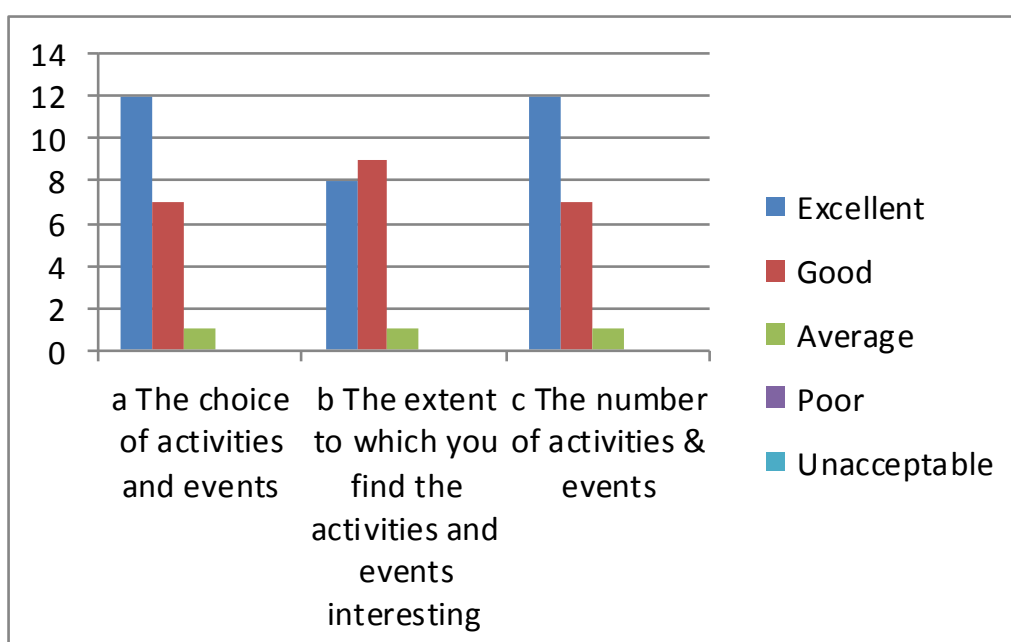 14
12
10
8
6
4
2
0
a The choice
of activities
and events
b The extent
to which you
find the
activities and
events
interesting
c The number
of activities &
events
Excellent
Good
Average
Poor
Unacceptable